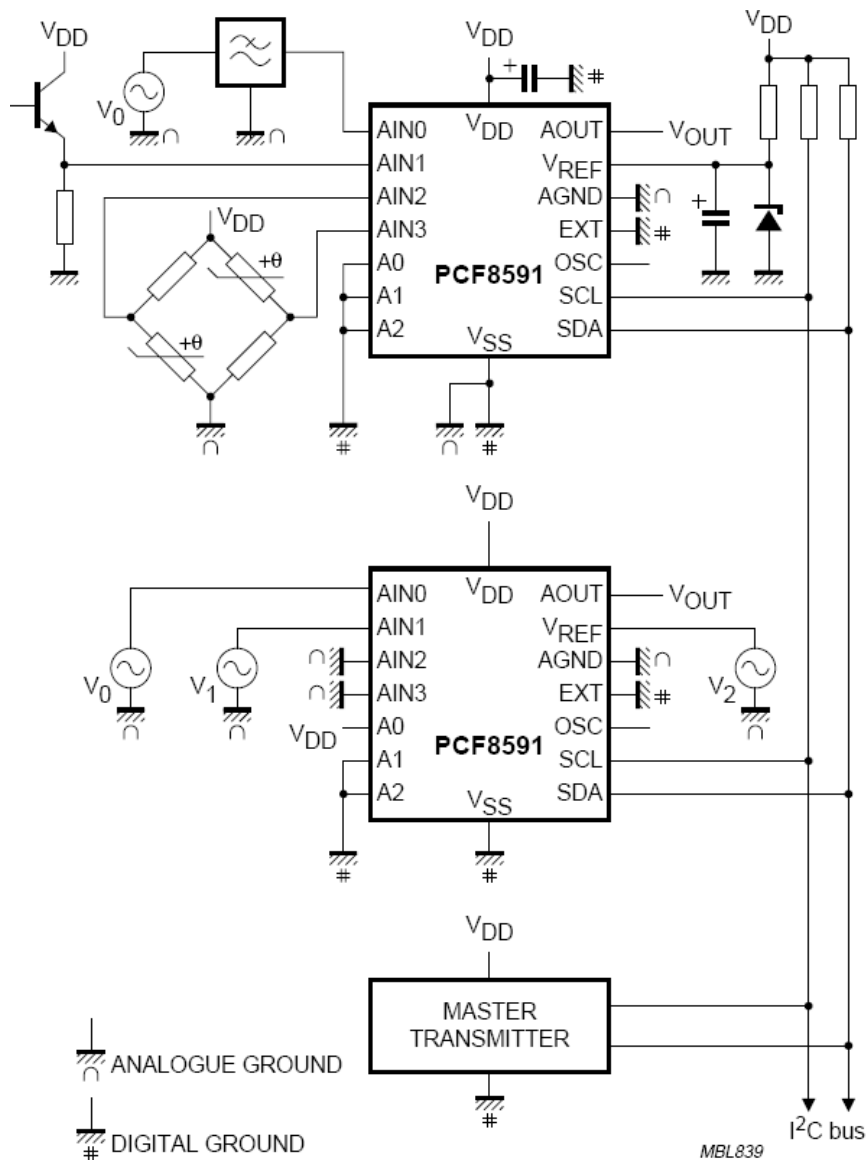 VDD
V0
VDD
+
#
∩
∩
AIN0
AIN1
AIN2
AIN3
A0
A1
A2
VDD
VSS
PCF8591
AOUT
VREF
AGND
EXT
OSC
SCL
SDA
VOUT
∩
#
+
VDD
VDD
+θ
+θ
∩
#
∩
#
VDD
AIN0
AIN1
AIN2
AIN3
A0
A1
A2
VDD
VSS
PCF8591
AOUT
VREF
AGND
EXT
OSC
SCL
SDA
VOUT
V0
V1
V2
∩
∩
∩
∩
∩
#
∩
VDD
#
#
VDD
MASTER
TRANSMITTER
#
∩ ANALOGUE GROUND
# DIGITAL GROUND
I2C bus
MBL839